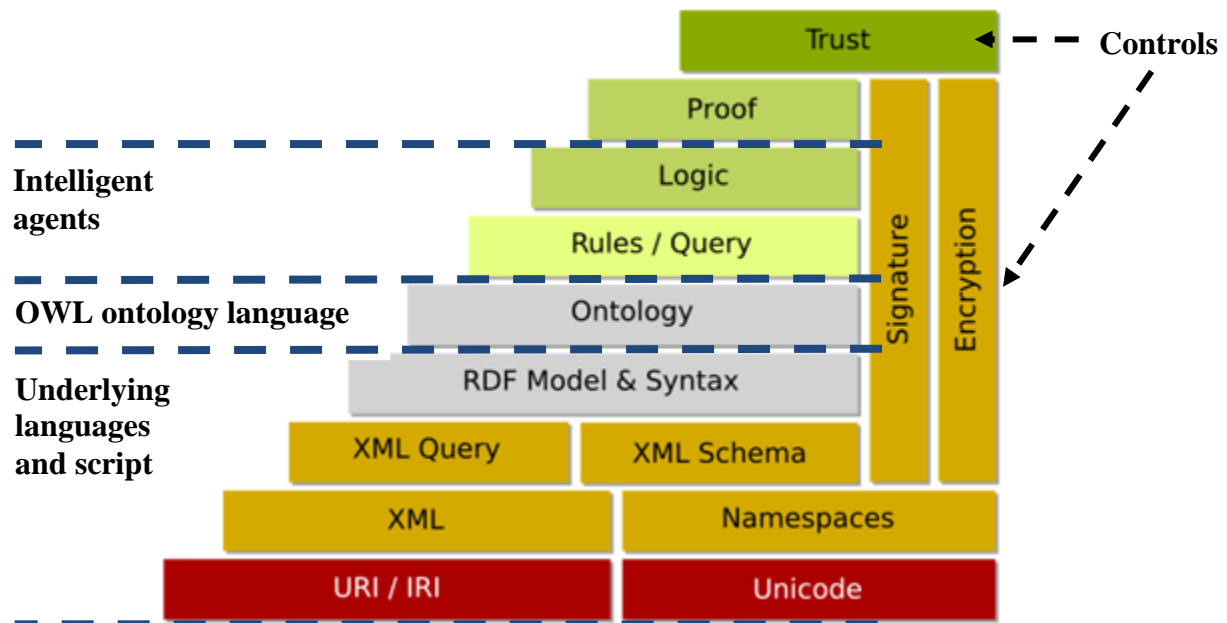 Trust
Controls
Proof
Intelligent
agents
Logic
Rules / Query
Signature
Encryption
OWL ontology language
Ontology
Underlying
languages
and script
RDF Model & Syntax
XML Query
XML Schema
XML
Namespaces
URI / IRI
Unicode